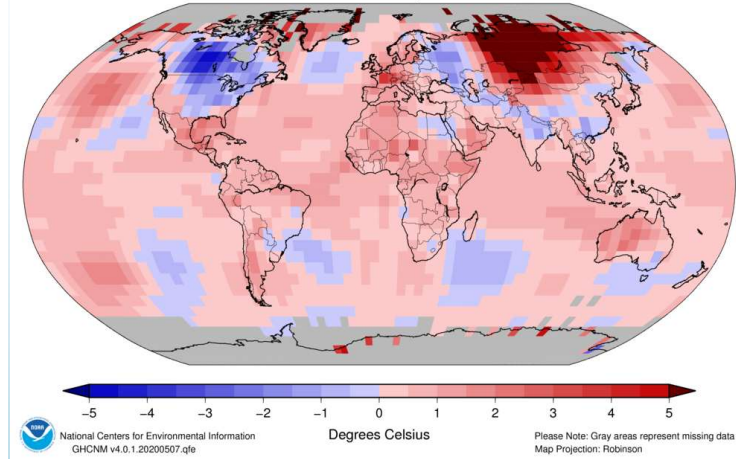 −5 −4 −3 −2 −1 0 1 2 3 4 5
Degrees Celsius
National Centers for Environmental Information
GHCNM v4.0.1.20200507.qfe
Please Note: Gray areas represent missing data
Map Projection: Robinson
NOAA